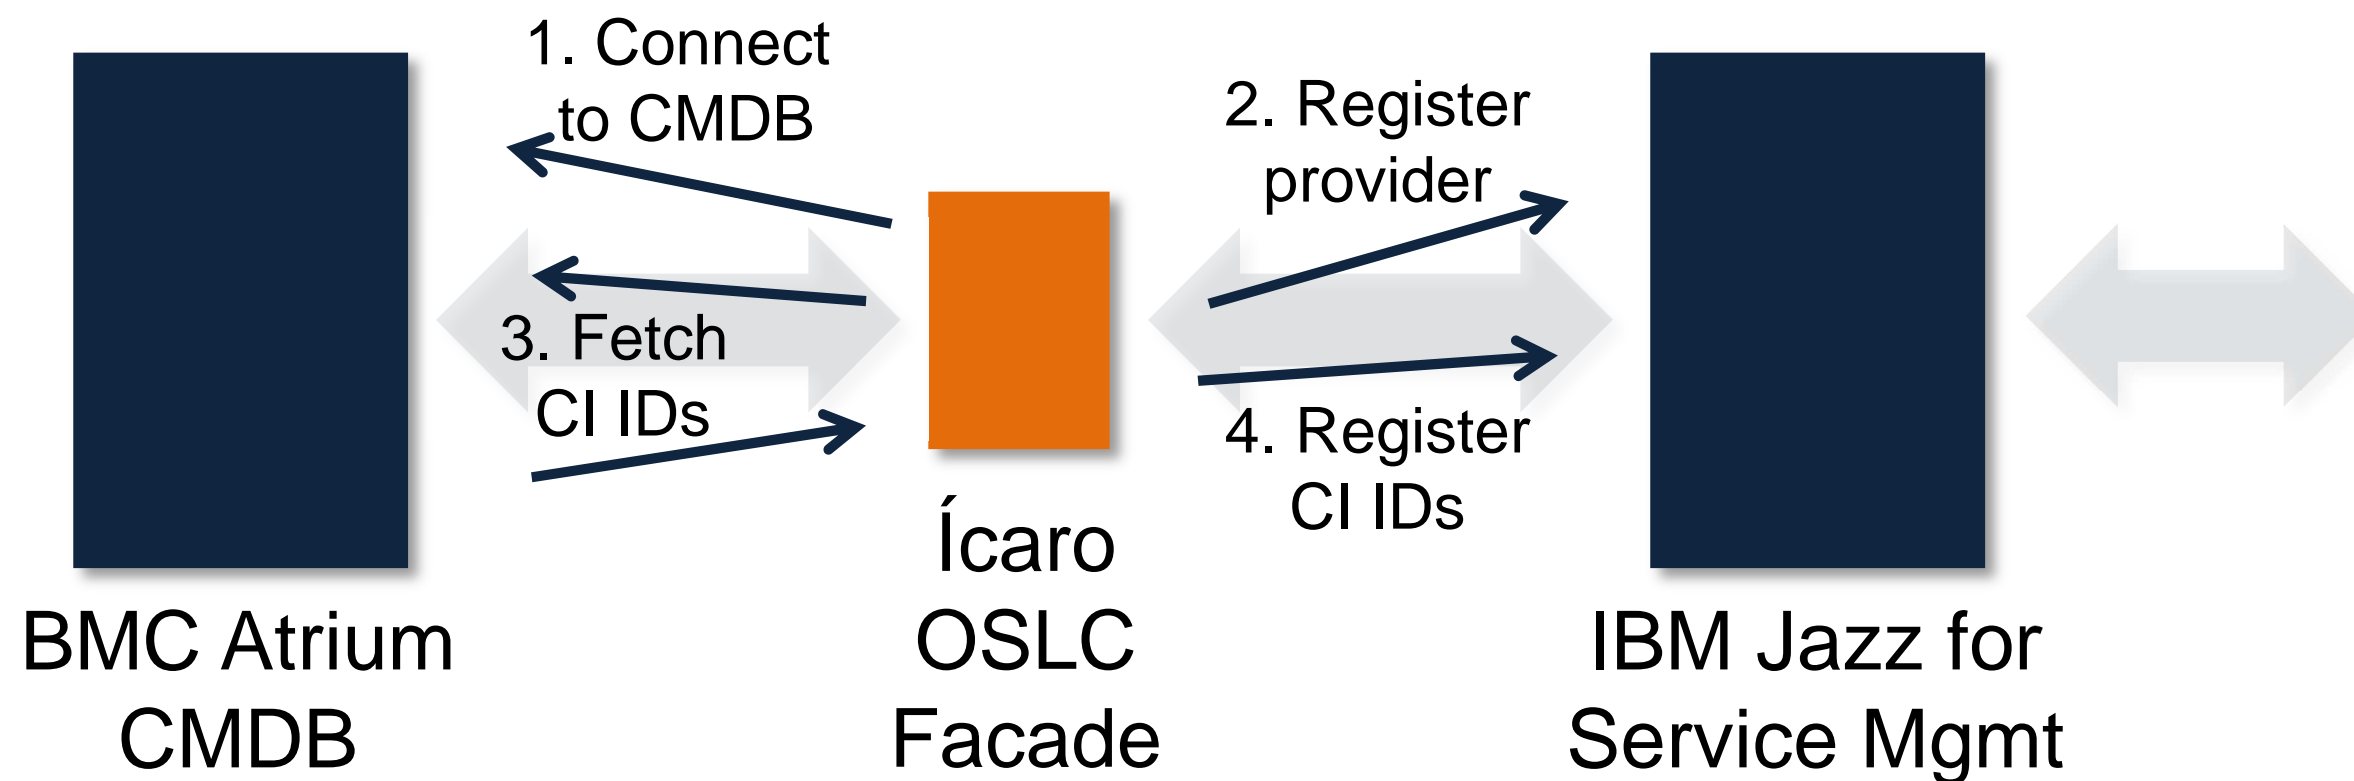 1. Connect
to CMDB
2. Register
provider
3. Fetch
CI IDs
4. Register
CI IDs
BMC Atrium
CMDB
Ícaro
OSLC
Facade
IBM Jazz for
Service Mgmt